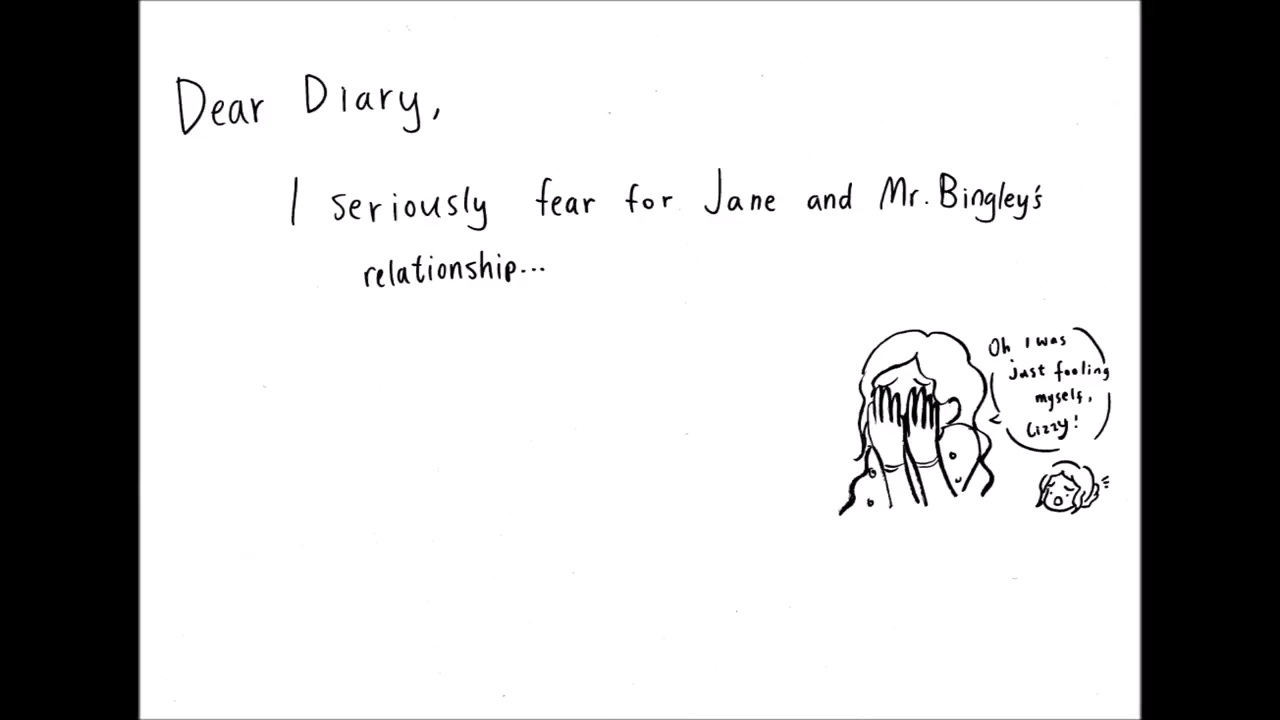 Dear Diary,
I seriously fear for Jane and Mr. Bingley's
relationship...
Oh I was
just fooling
myself,
Lizzy!